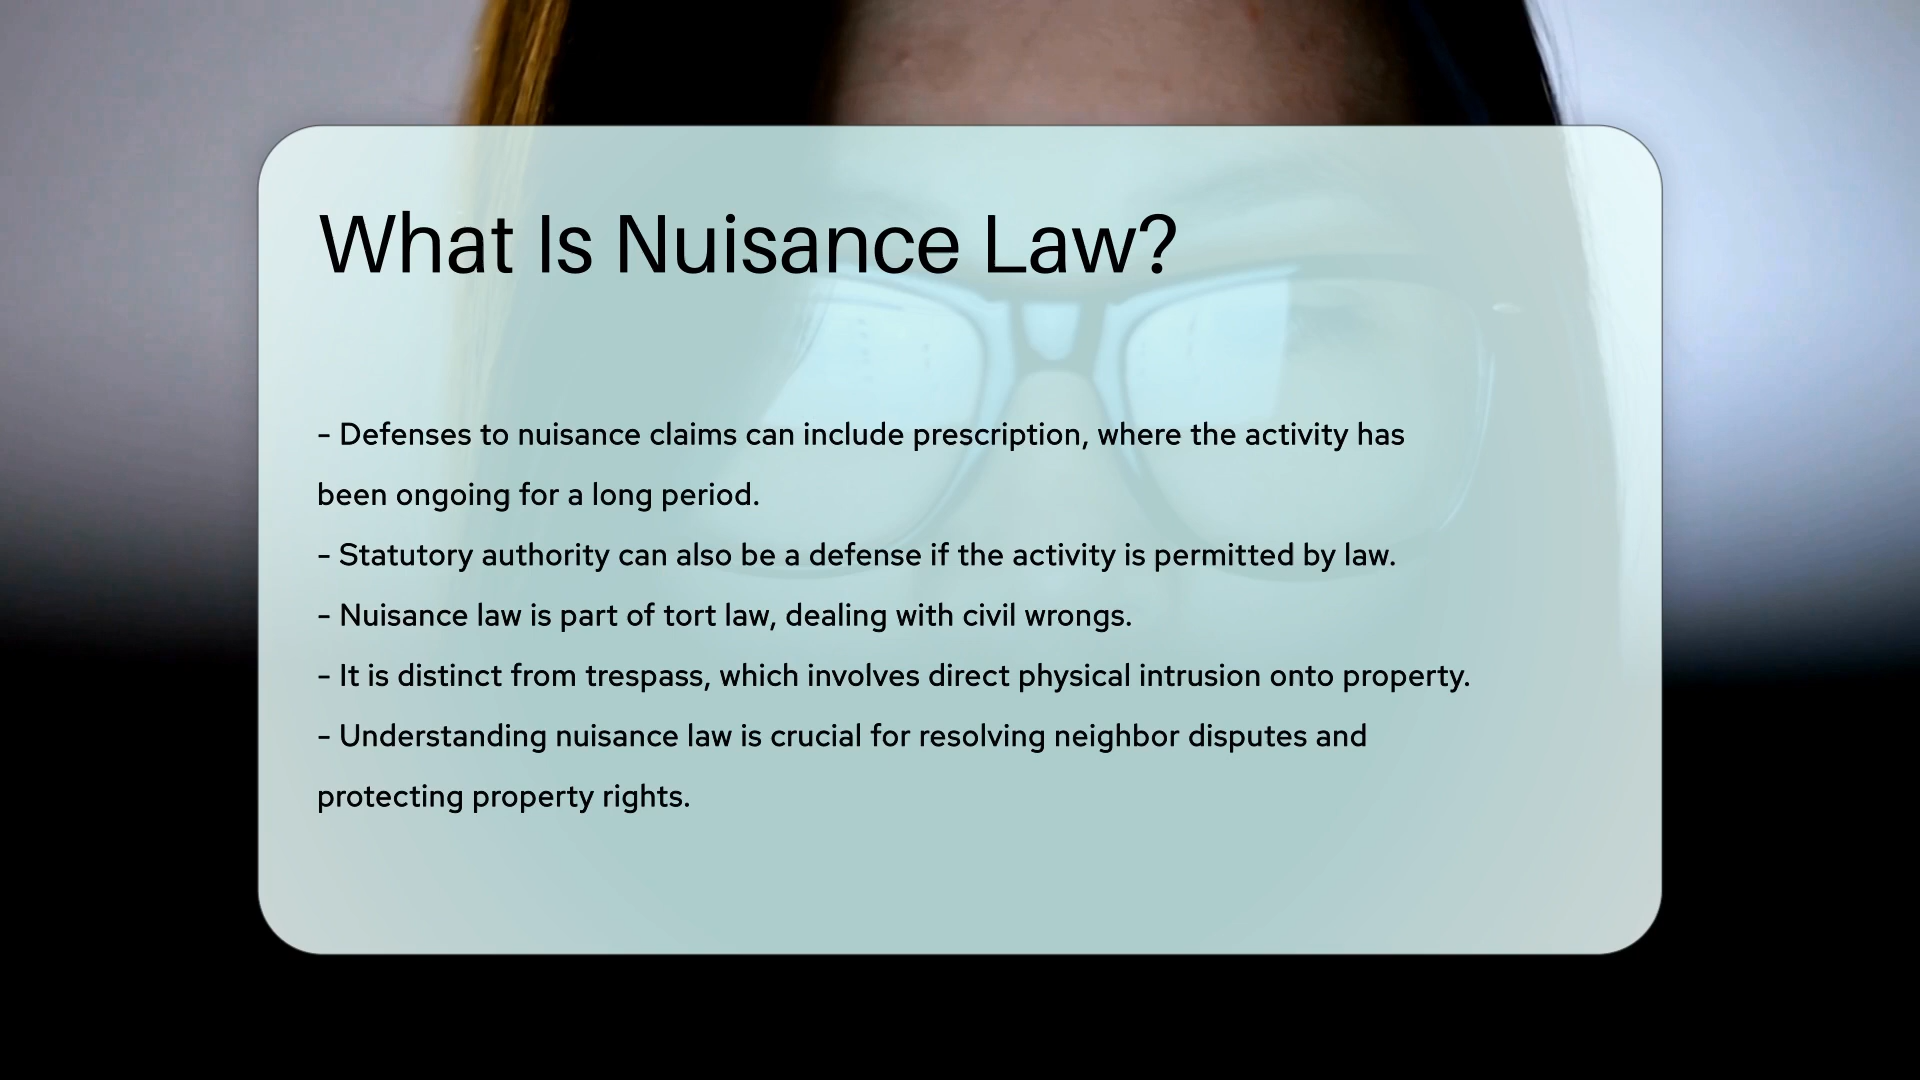 What Is Nuisance Law?
- Defenses to nuisance claims can include prescription, where the activity has
been ongoing for a long period.
- Statutory authority can also be a defense if the activity is permitted by law.
- Nuisance law is part of tort law, dealing with civil wrongs.
- It is distinct from trespass, which involves direct physical intrusion onto property.
- Understanding nuisance law is crucial for resolving neighbor disputes and
protecting property rights.